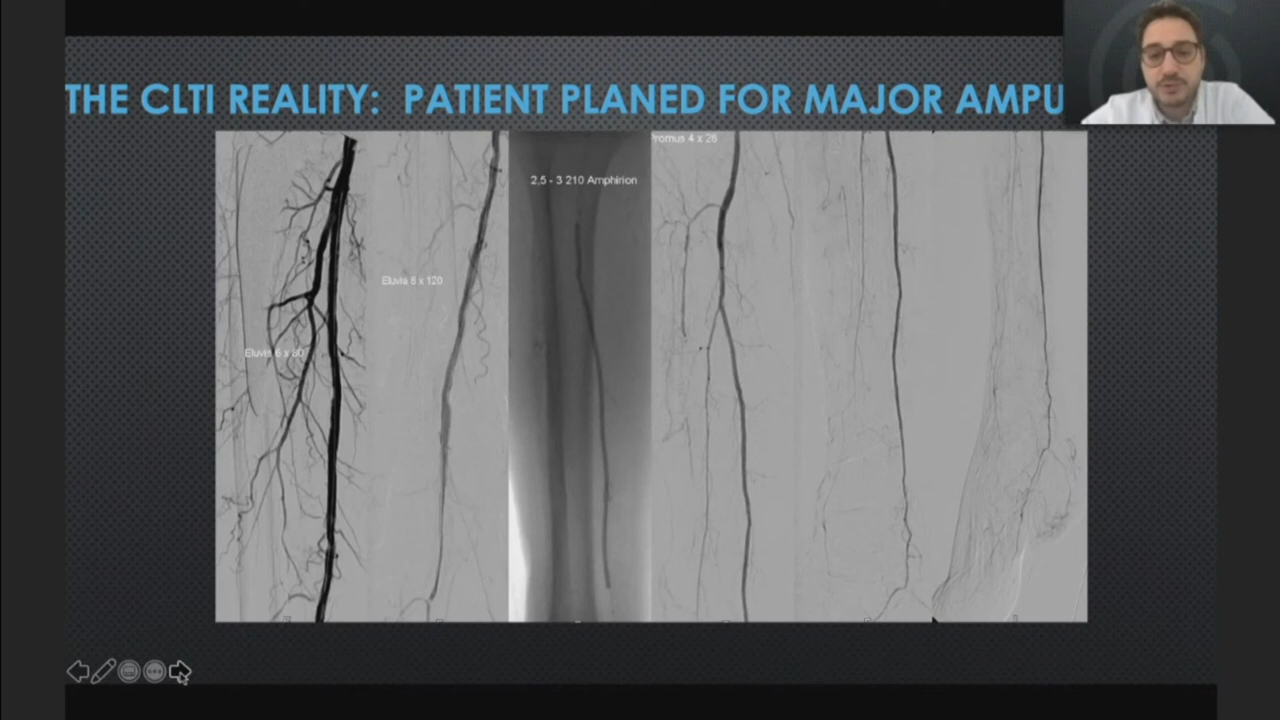 THE CLTI REALITY: PATIENT PLANED FOR MAJOR AMPU
Promus 4 x 26
2,5 - 3 210 Amphirion
Eluvia 6 x 120
Eluvia 6 x 80